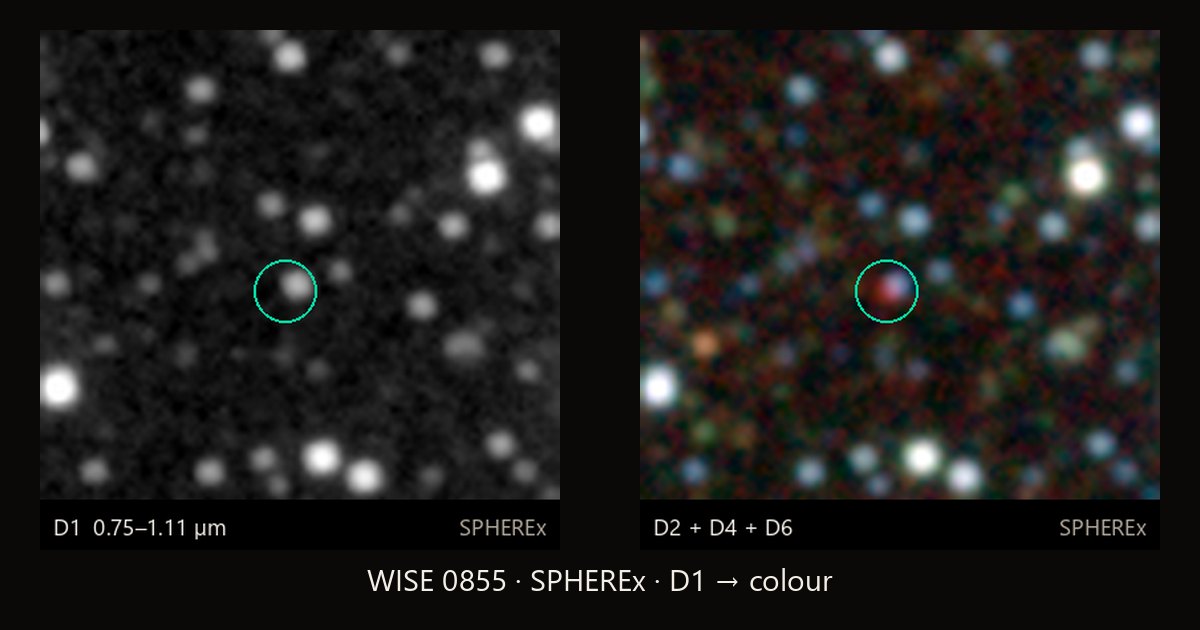 D1 0.75–1.11 µm
SPHEREx
D2 + D4 + D6
SPHEREx
WISE 0855 · SPHEREx · D1 → colour